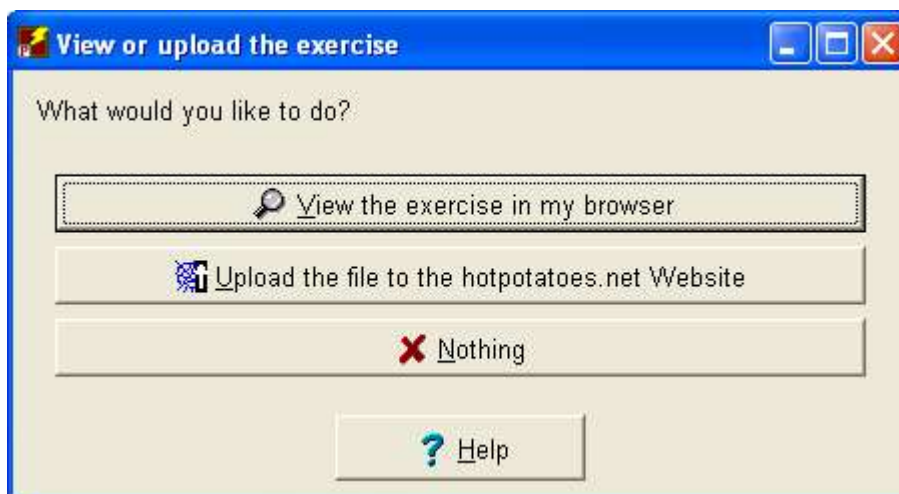 View or upload the exercise
What would you like to do?
View the exercise in my browser
Upload the file to the hotpotatoes.net Website
Nothing
? Help